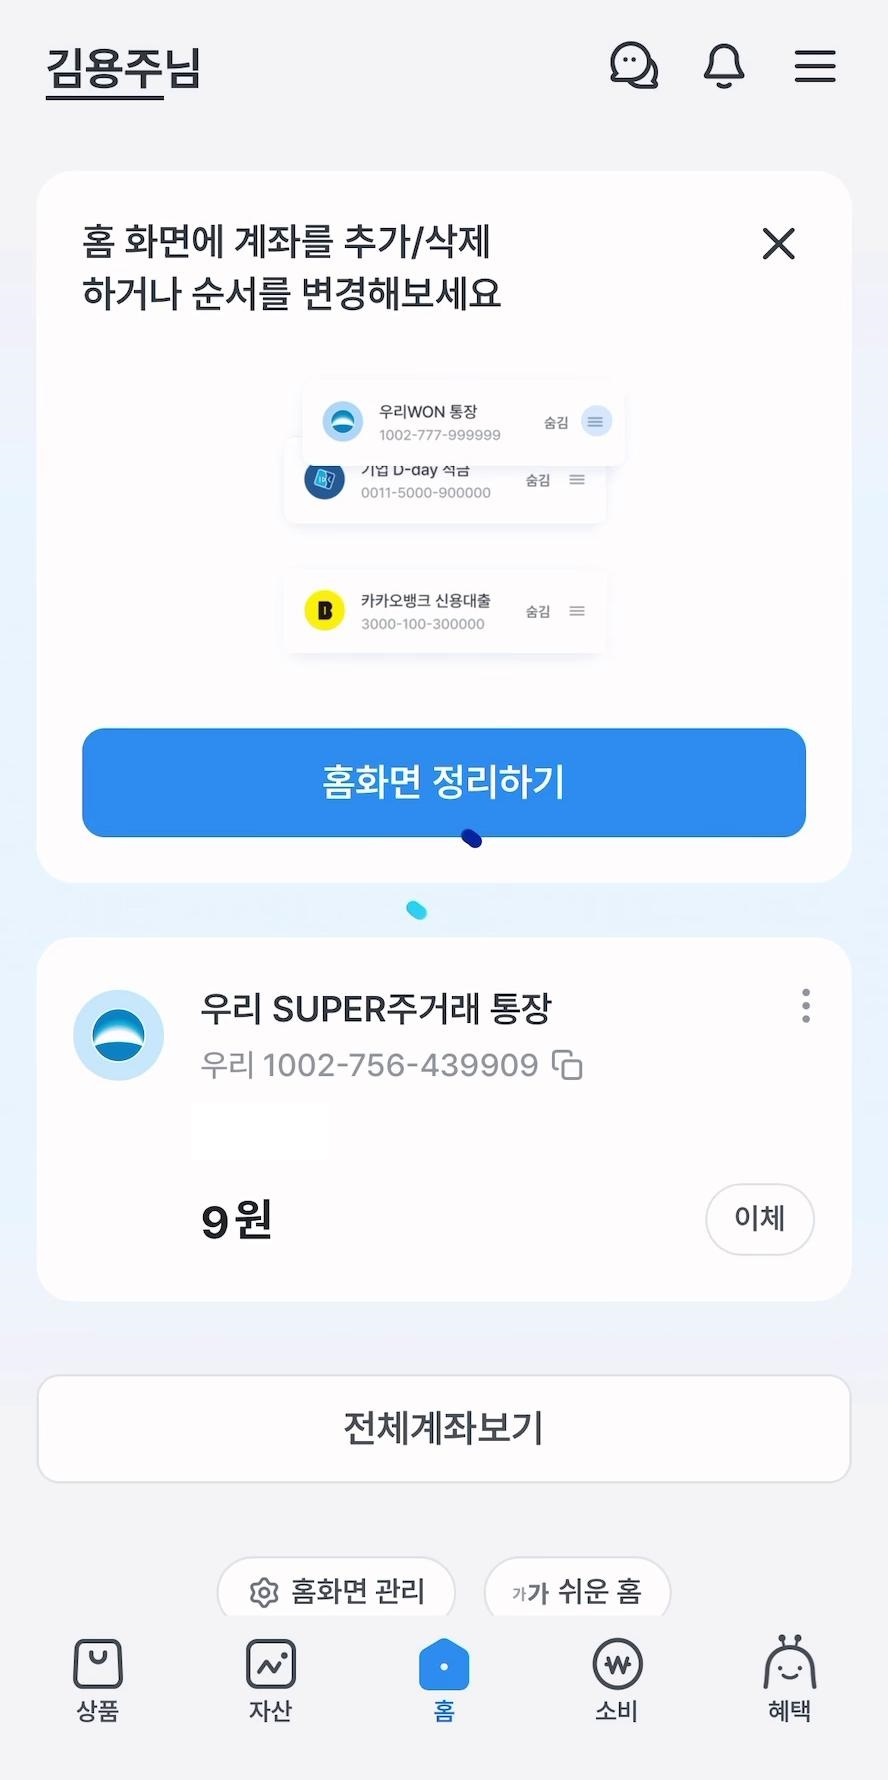 김용주님
홈 화면에 계좌를 추가/삭제
하거나 순서를 변경해보세요
우리WON 통장
1002-777-999999
숨김
기업 D-day 적금
0011-5000-900000
숨김
카카오뱅크 신용대출
3000-100-300000
숨김
홈화면 정리하기
우리 SUPER주거래 통장
우리 1002-756-439909
9원
이체
전체계좌보기
홈화면 관리
가가 쉬운 홈
상품
자산
홈
소비
혜택